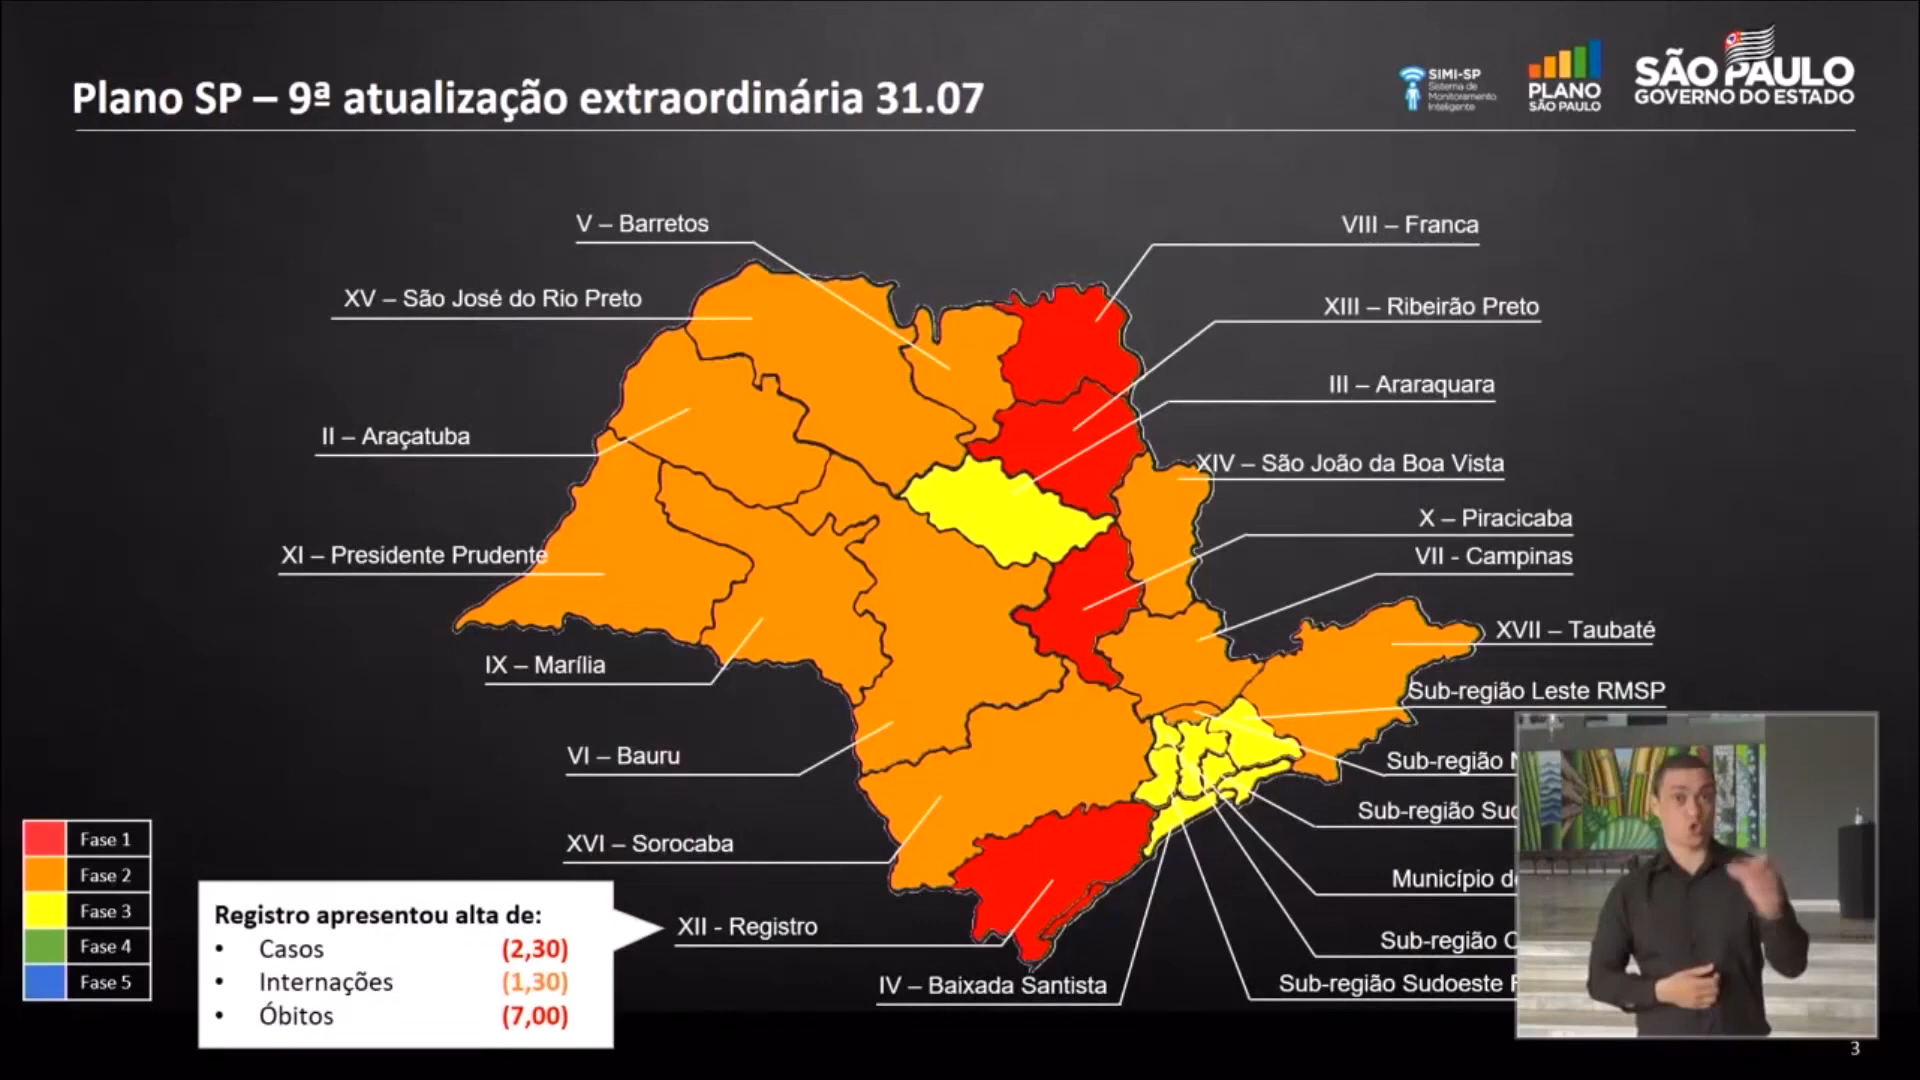 Plano SP – 9ª atualização extraordinária 31.07
SIMI-SP
Sistema de
Monitoramento
Inteligente
PLANO
SÃO PAULO
SÃO PAULO
GOVERNO DO ESTADO
V – Barretos
VIII – Franca
XV – São José do Rio Preto
XIII – Ribeirão Preto
III – Araraquara
II – Araçatuba
XIV – São João da Boa Vista
X – Piracicaba
XI – Presidente Prudente
VII - Campinas
XVII – Taubaté
IX – Marília
Sub-região Leste RMSP
VI – Bauru
Sub-região
Sub-região
XVI – Sorocaba
Município
XII - Registro
Sub-região
IV – Baixada Santista
Sub-região Sudoeste
Fase 1
Fase 2
Fase 3
Fase 4
Fase 5
Registro apresentou alta de:
• Casos (2,30)
• Internações (1,30)
• Óbitos (7,00)
3